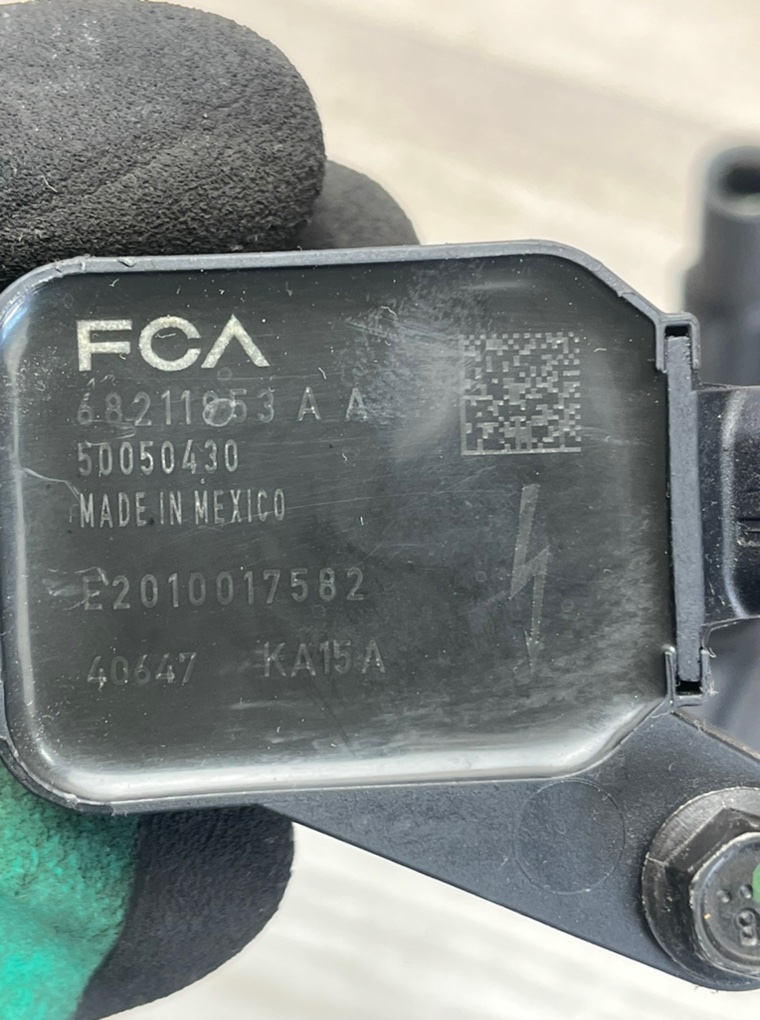 FCA
68211853 A A
50050430
MADE IN MEXICO
E2010017582
40647 KA15A